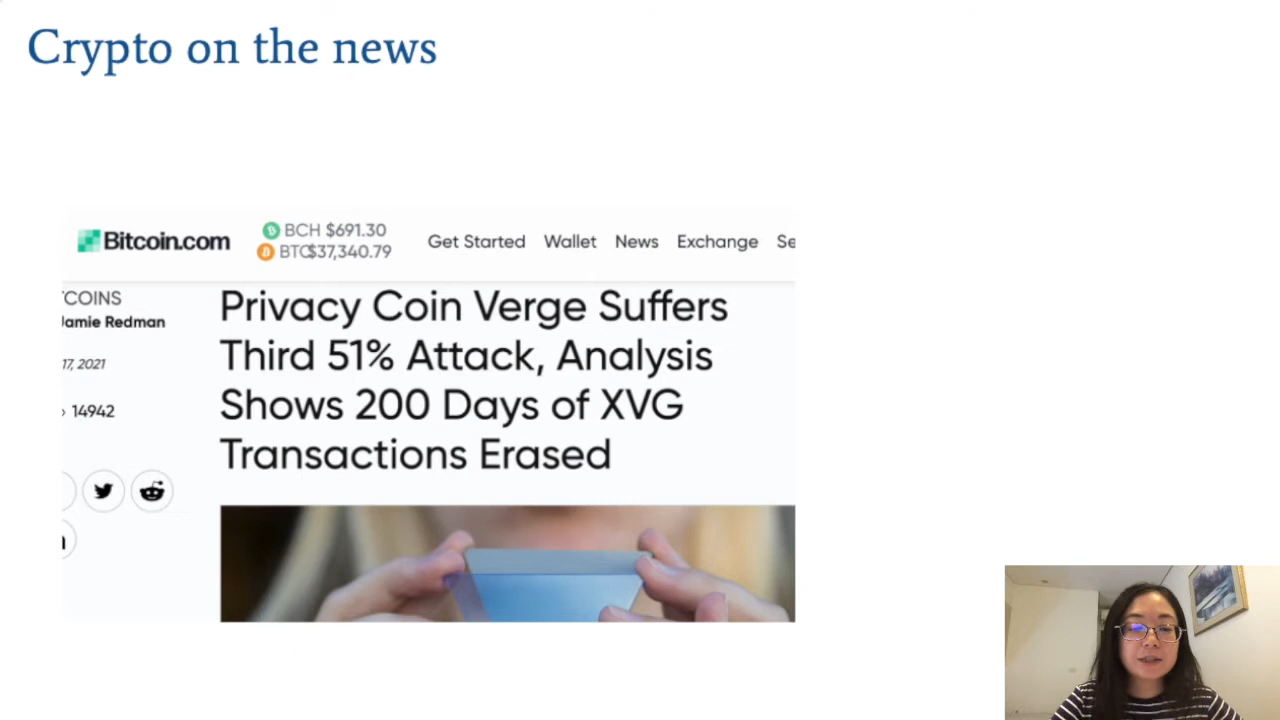 Crypto on the news
Bitcoin.com
BCH $691.30
BTC$37,340.79
Get Started Wallet News Exchange Se
COINS
Jamie Redman
17, 2021
14942
Privacy Coin Verge Suffers
Third 51% Attack, Analysis
Shows 200 Days of XVG
Transactions Erased